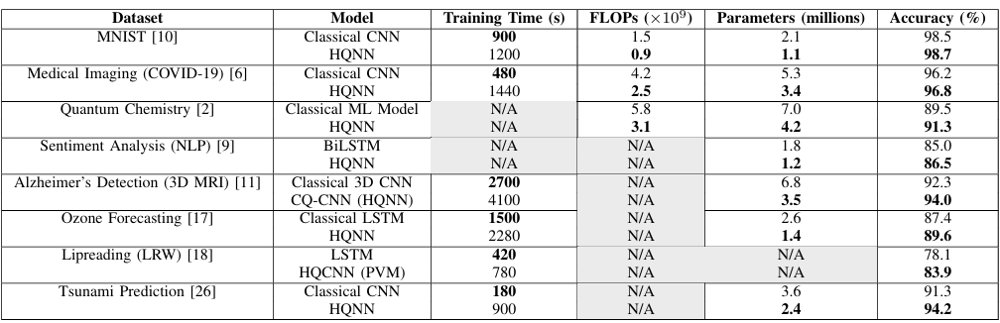 Dataset Model Training Time (s) FLOPs (×10⁹) Parameters (millions) Accuracy (%)
MNIST [10] Classical CNN 900 1.5 2.1 98.5
HQNN 1200 0.9 1.1 98.7
Medical Imaging (COVID-19) [6] Classical CNN 480 4.2 5.3 96.2
HQNN 1440 2.5 3.4 96.8
Quantum Chemistry [2] Classical ML Model N/A 5.8 7.0 89.5
HQNN N/A 3.1 4.2 91.3
Sentiment Analysis (NLP) [9] BiLSTM N/A N/A 1.8 85.0
HQNN N/A N/A 1.2 86.5
Alzheimer's Detection (3D MRI) [11] Classical 3D CNN 2700 N/A 6.8 92.3
CQ-CNN (HQNN) 4100 N/A 3.5 94.0
Ozone Forecasting [17] Classical LSTM 1500 N/A 2.6 87.4
HQNN 2280 N/A 1.4 89.6
Lipreading (LRW) [18] LSTM 420 N/A N/A 78.1
HQCNN (PVM) 780 N/A N/A 83.9
Tsunami Prediction [26] Classical CNN 180 N/A 3.6 91.3
HQNN 900 N/A 2.4 94.2